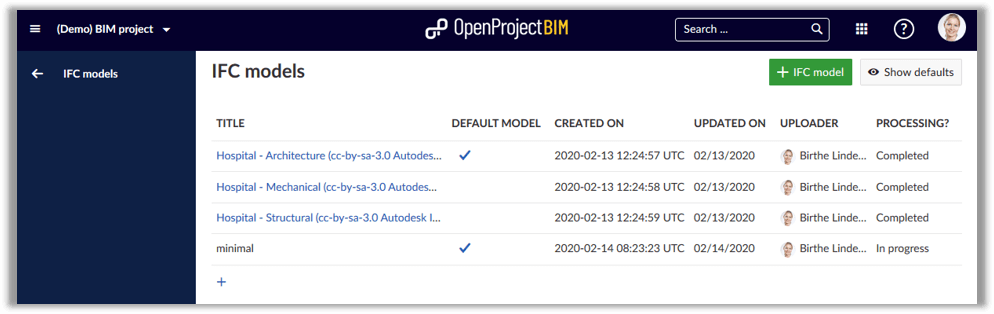 (Demo) BIM project OpenProject BIM Search ... ?
IFC models
IFC models + IFC model Show defaults
TITLE DEFAULT MODEL CREATED ON UPDATED ON UPLOADER PROCESSING?
Hospital - Architecture (cc-by-sa-3.0 Autodes... 2020-02-13 12:24:57 UTC 02/13/2020 Birthe Linde... Completed
Hospital - Mechanical (cc-by-sa-3.0 Autodes... 2020-02-13 12:24:58 UTC 02/13/2020 Birthe Linde... Completed
Hospital - Structural (cc-by-sa-3.0 Autodesk I... 2020-02-13 12:24:59 UTC 02/13/2020 Birthe Linde... Completed
minimal 2020-02-14 08:23:23 UTC 02/14/2020 Birthe Linde... In progress
+